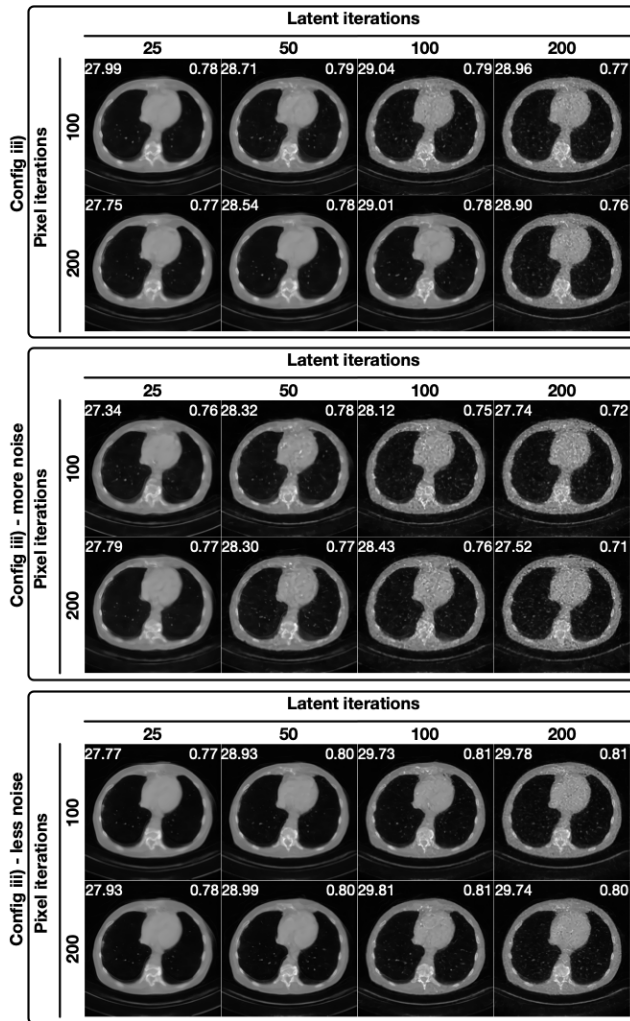 Latent iterations
25 50 100 200
Config iii)
Pixel iterations
100
27.99 0.78 28.71 0.79 29.04 0.79 28.96 0.77
200
27.75 0.77 28.54 0.78 29.01 0.78 28.90 0.76
Latent iterations
25 50 100 200
Config iii) - more noise
Pixel iterations
100
27.34 0.76 28.32 0.78 28.12 0.75 27.74 0.72
200
27.79 0.77 28.30 0.77 28.43 0.76 27.52 0.71
Latent iterations
25 50 100 200
Config iii) - less noise
Pixel iterations
100
27.77 0.77 28.93 0.80 29.73 0.81 29.78 0.81
200
27.93 0.78 28.99 0.80 29.81 0.81 29.74 0.80